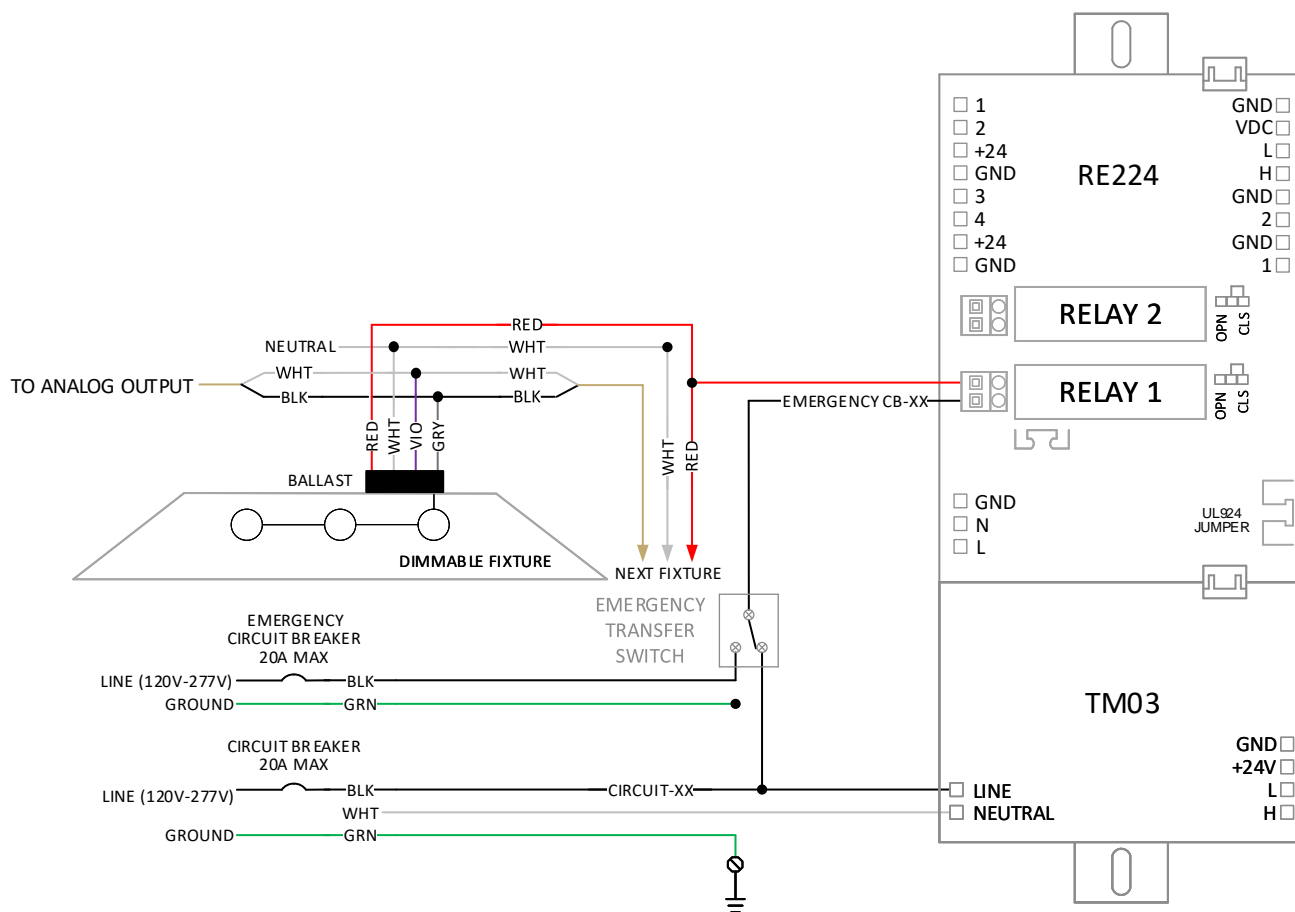 1
2
+24
GND
3
4
+24
GND
RE224
GND
VDC
L
H
GND
2
GND
1
RELAY 2
OPN
CLS
RELAY 1
OPN
CLS
GND
N
L
UL924
JUMPER
RED
NEUTRAL
WHT
WHT
WHT
TO ANALOG OUTPUT
BLK
BLK
EMERGENCY CB-XX
RED
WHT
VIO
GRY
WHT
RED
BALLAST
DIMMABLE FIXTURE
NEXT FIXTURE
EMERGENCY
TRANSFER
SWITCH
EMERGENCY
CIRCUIT BREAKER
20A MAX
LINE (120V-277V)
BLK
GROUND
GRN
CIRCUIT BREAKER
20A MAX
LINE (120V-277V)
BLK
CIRCUIT-XX
WHT
GROUND
GRN
TM03
LINE
NEUTRAL
GND
+24V
L
H